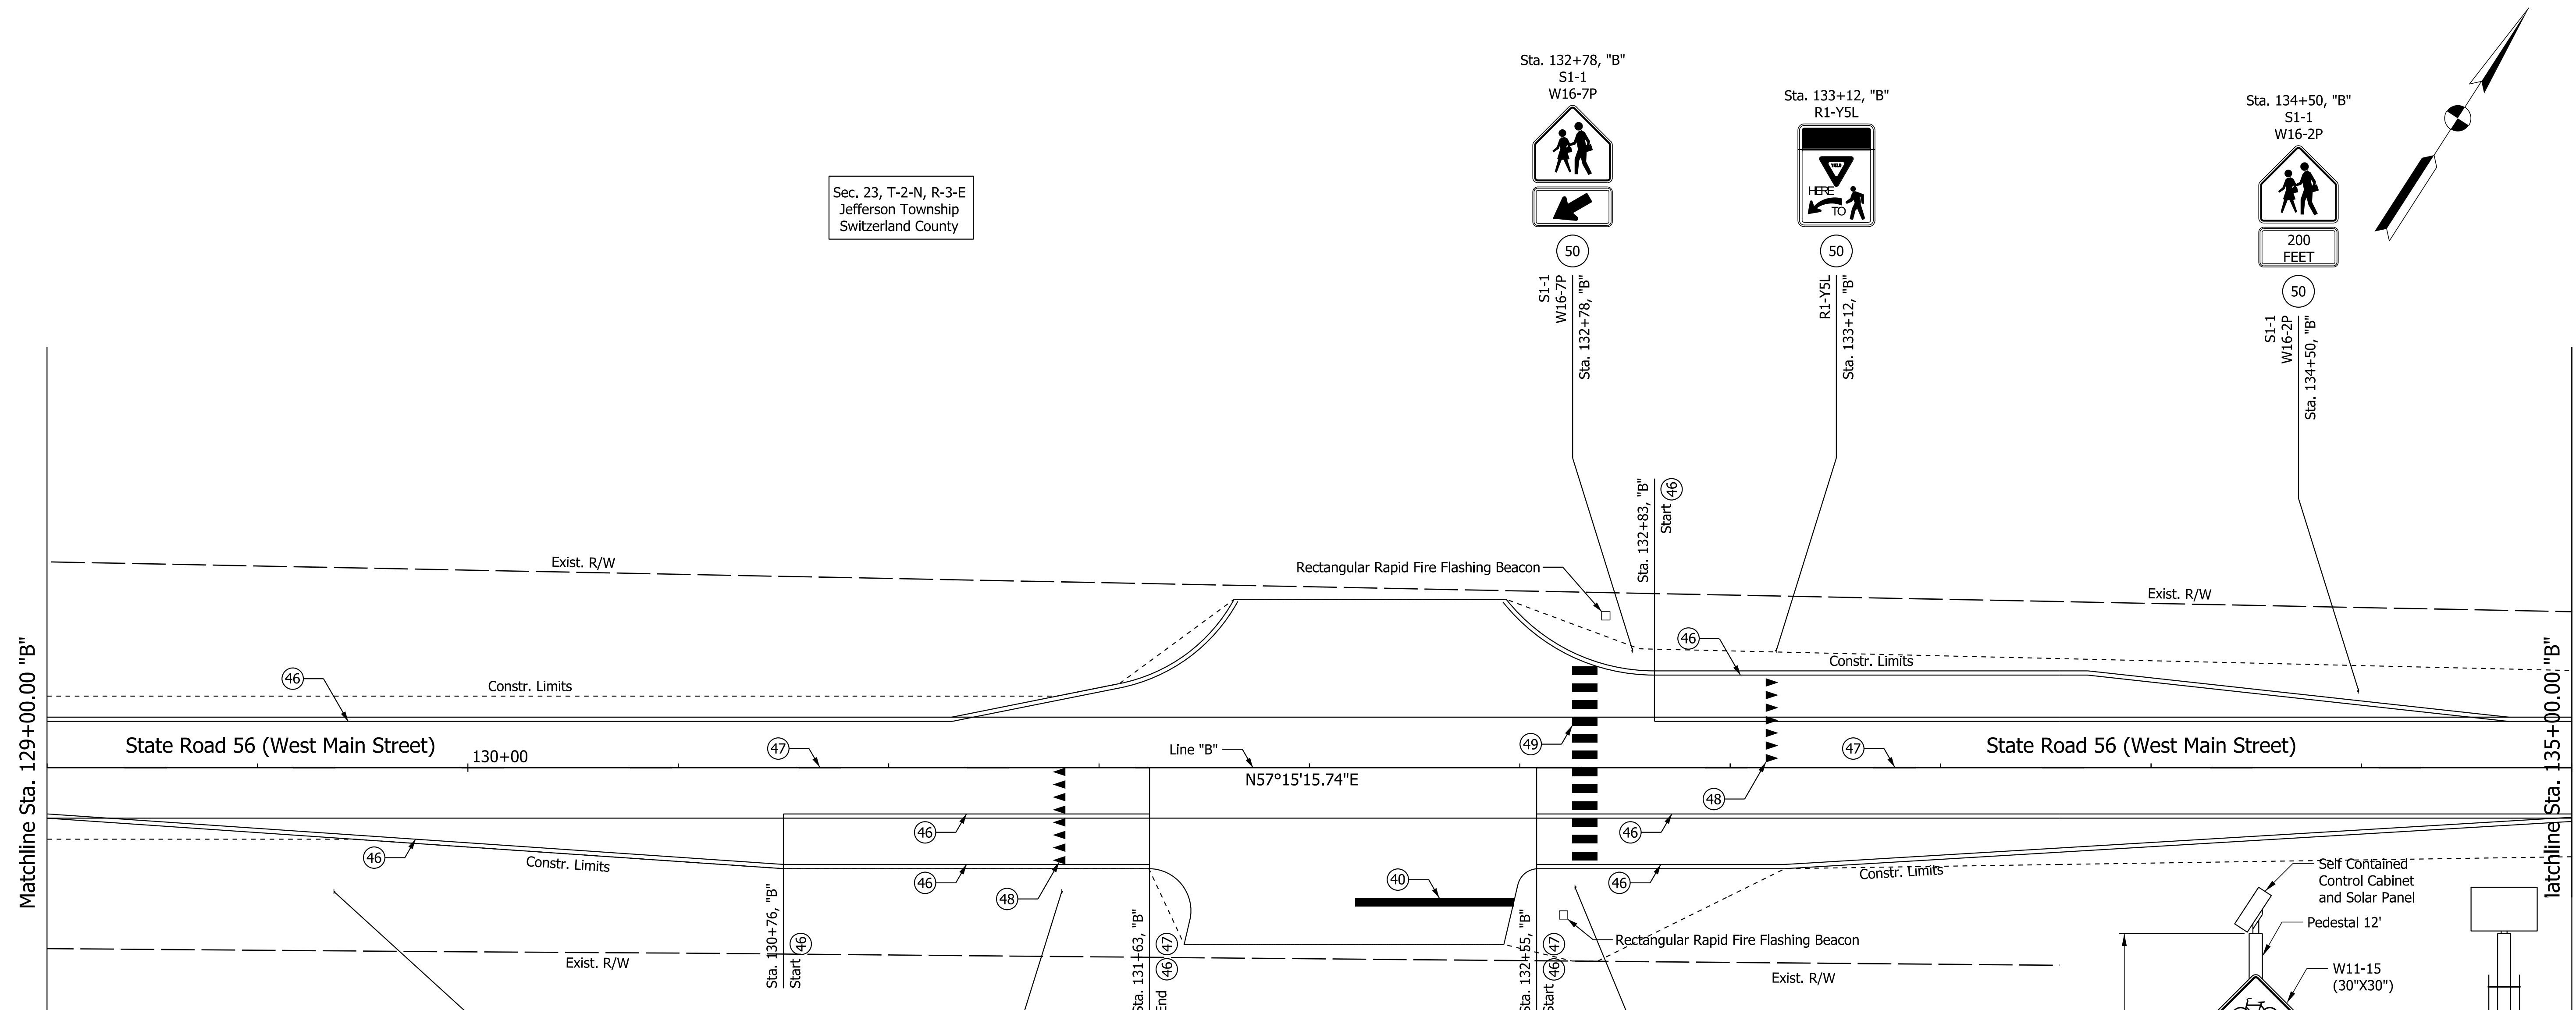 Sta. 132+78, "B"
S1-1
W16-7P
50
S1-1
W16-7P
Sta. 132+78, "B"
Sta. 133+12, "B"
R1-Y5L
YIELD
HERE
TO
50
R1-Y5L
Sta. 133+12, "B"
Sta. 134+50, "B"
S1-1
W16-2P
200
FEET
50
S1-1
W16-2P
Sta. 134+50, "B"
Sec. 23, T-2-N, R-3-E
Jefferson Township
Switzerland County
Sta. 132+83, "B"
Start 46
Exist. R/W
Rectangular Rapid Fire Flashing Beacon
Exist. R/W
46
Constr. Limits
46
Constr. Limits
Matchline Sta. 129+00.00 "B"
State Road 56 (West Main Street)
130+00
47
Line "B"
N57°15'15.74"E
49
48
47
State Road 56 (West Main Street)
atchline Sta. 135+00.00 "B"
46
Constr. Limits
46
46
48
40
46
46
Constr. Limits
Sta. 130+76, "B"
Start 46
Sta. 131+63, "B"
End 46 47
Sta. 132+55, "B"
Start 46 47
Rectangular Rapid Fire Flashing Beacon
Exist. R/W
Exist. R/W
Self Contained
Control Cabinet
and Solar Panel
Pedestal 12'
W11-15
(30"X30")